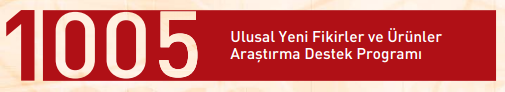 1005
Ulusal Yeni Fikirler ve Ürünler
Araştırma Destek Programı